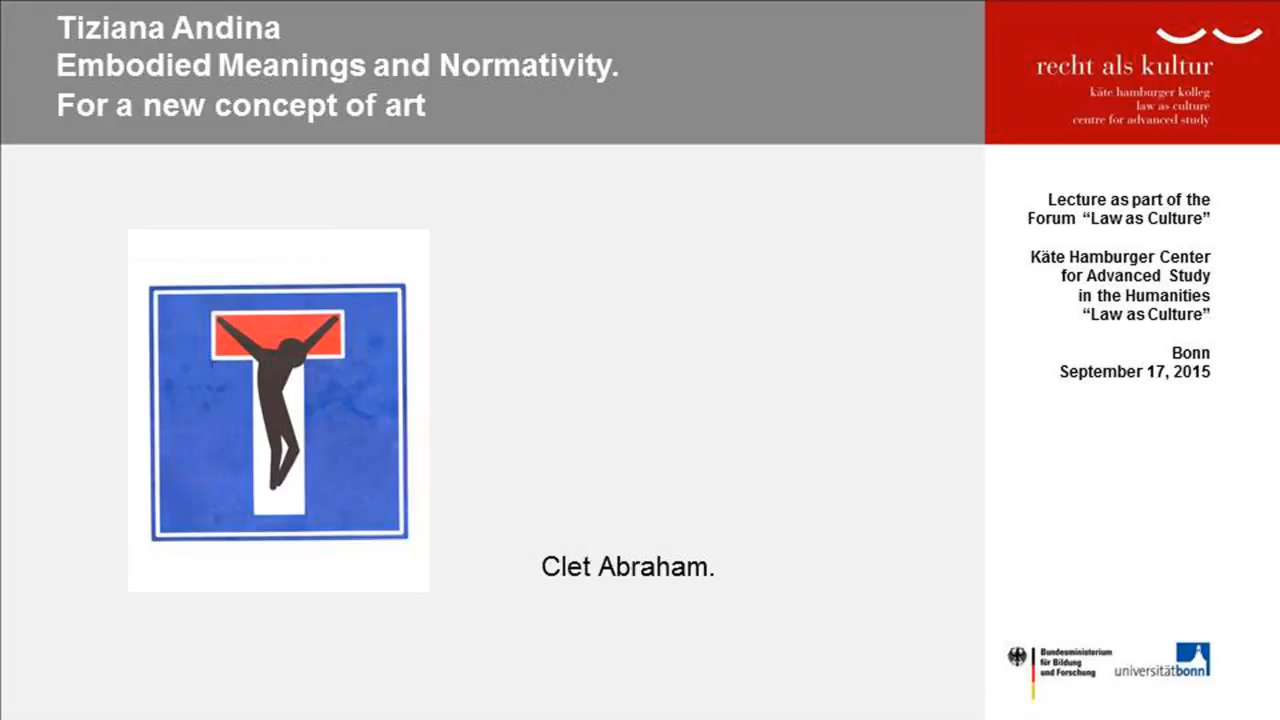 Tiziana Andina
Embodied Meanings and Normativity.
For a new concept of art
recht als kultur
käte hamburger kolleg
law as culture
centre for advanced study
Lecture as part of the
Forum “Law as Culture”
Käte Hamburger Center
for Advanced Study
in the Humanities
“Law as Culture”
Bonn
September 17, 2015
Clet Abraham.
Bundesministerium
für Bildung
und Forschung
universitätbonn